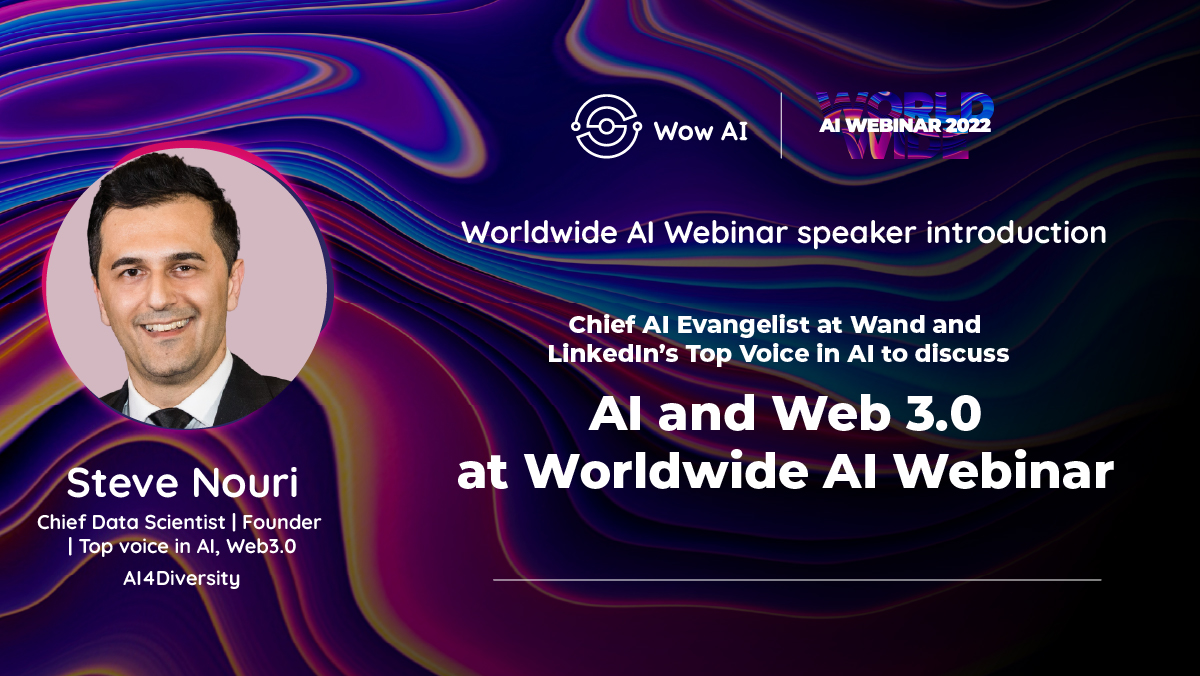 Wow AI
WORLD
AI WEBINAR 2022
WIDE
Worldwide AI Webinar speaker introduction
Chief AI Evangelist at Wand and
LinkedIn’s Top Voice in AI to discuss
AI and Web 3.0
at Worldwide AI Webinar
Steve Nouri
Chief Data Scientist | Founder
| Top voice in AI, Web3.0
AI4Diversity